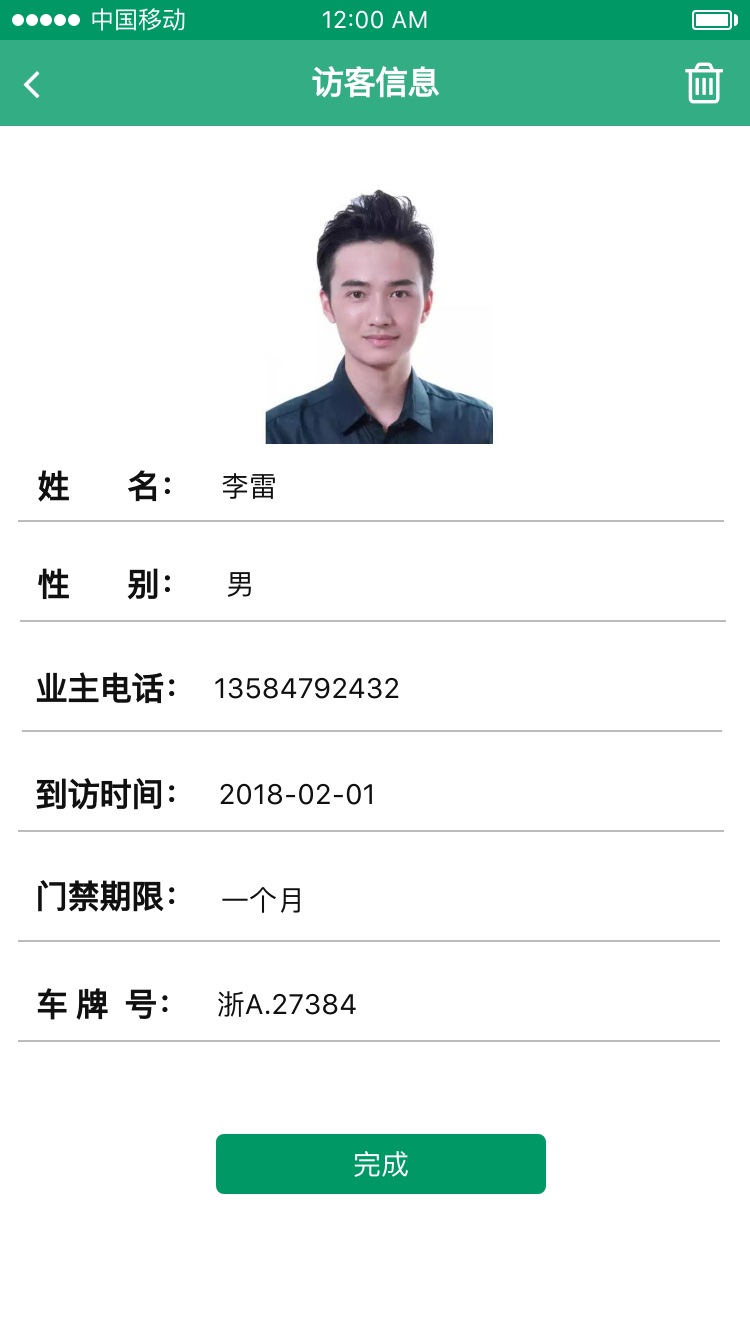 中国移动 12:00 AM
访客信息
姓 名： 李雷
性 别： 男
业主电话： 13584792432
到访时间： 2018-02-01
门禁期限： 一个月
车 牌 号： 浙A.27384
完成